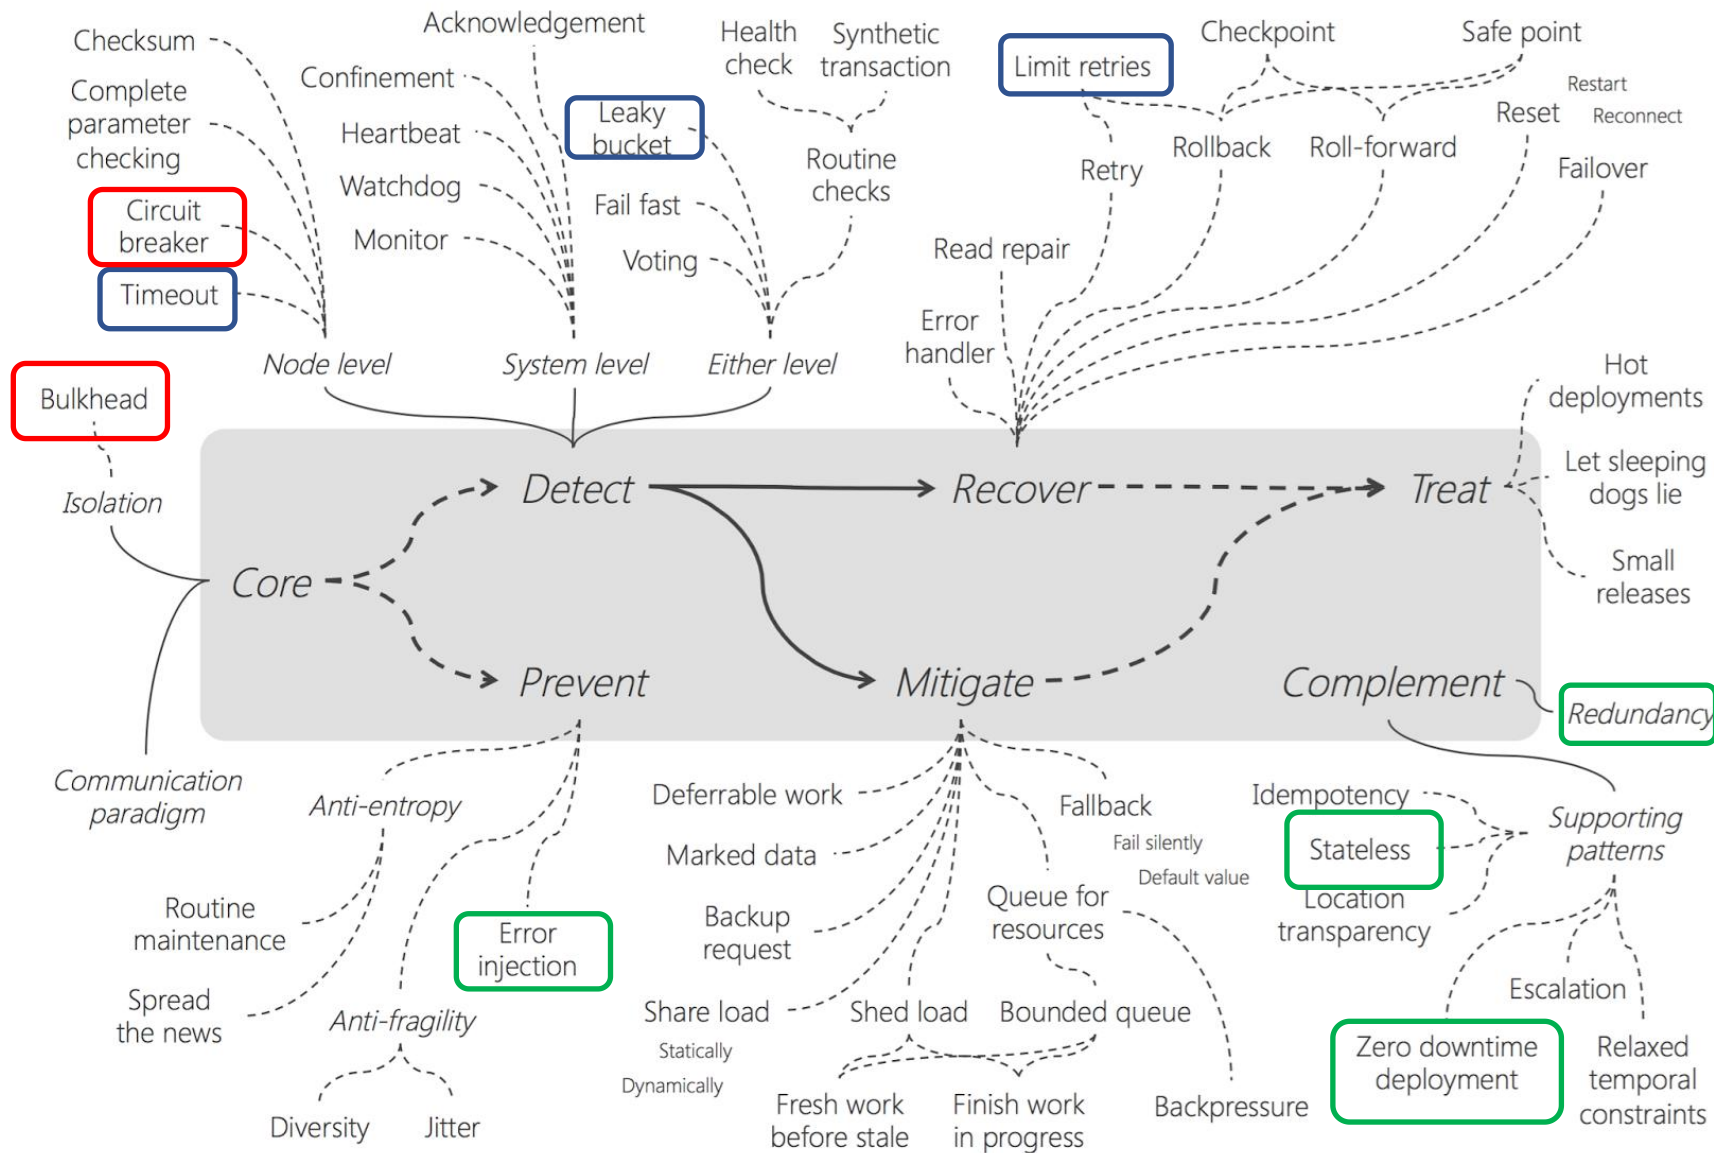 Acknowledgement
Checksum
Health
check
Synthetic
transaction
Checkpoint
Safe point
Confinement
Limit retries
Restart
Complete
parameter
checking
Leaky
bucket
Reset
Reconnect
Heartbeat
Rollback
Roll-forward
Routine
checks
Retry
Failover
Watchdog
Fail fast
Circuit
breaker
Monitor
Voting
Read repair
Timeout
Error
handler
Node level
System level
Either level
Hot
deployments
Bulkhead
Isolation
Detect
Recover
Treat
Let sleeping
dogs lie
Core
Small
releases
Prevent
Mitigate
Complement
Redundancy
Communication
paradigm
Anti-entropy
Deferrable work
Fallback
Idempotency
Supporting
patterns
Marked data
Fail silently
Default value
Stateless
Routine
maintenance
Error
injection
Backup
request
Queue for
resources
Location
transparency
Spread
the news
Anti-fragility
Share load
Statically
Dynamically
Shed load
Bounded queue
Escalation
Zero downtime
deployment
Relaxed
temporal
constraints
Diversity
Jitter
Fresh work
before stale
Finish work
in progress
Backpressure